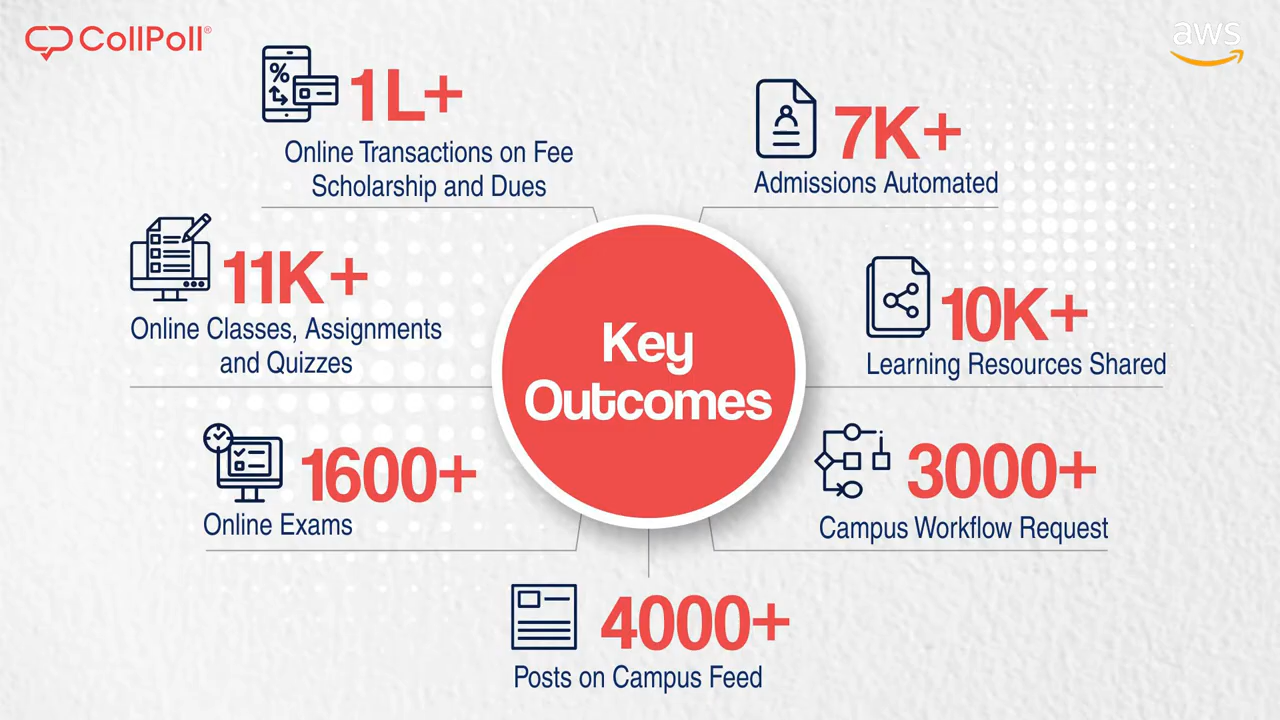 CollPoll®
aws
1L+
Online Transactions on Fee
Scholarship and Dues
7K+
Admissions Automated
11K+
Online Classes, Assignments
and Quizzes
10K+
Learning Resources Shared
Key
Outcomes
1600+
Online Exams
3000+
Campus Workflow Request
4000+
Posts on Campus Feed